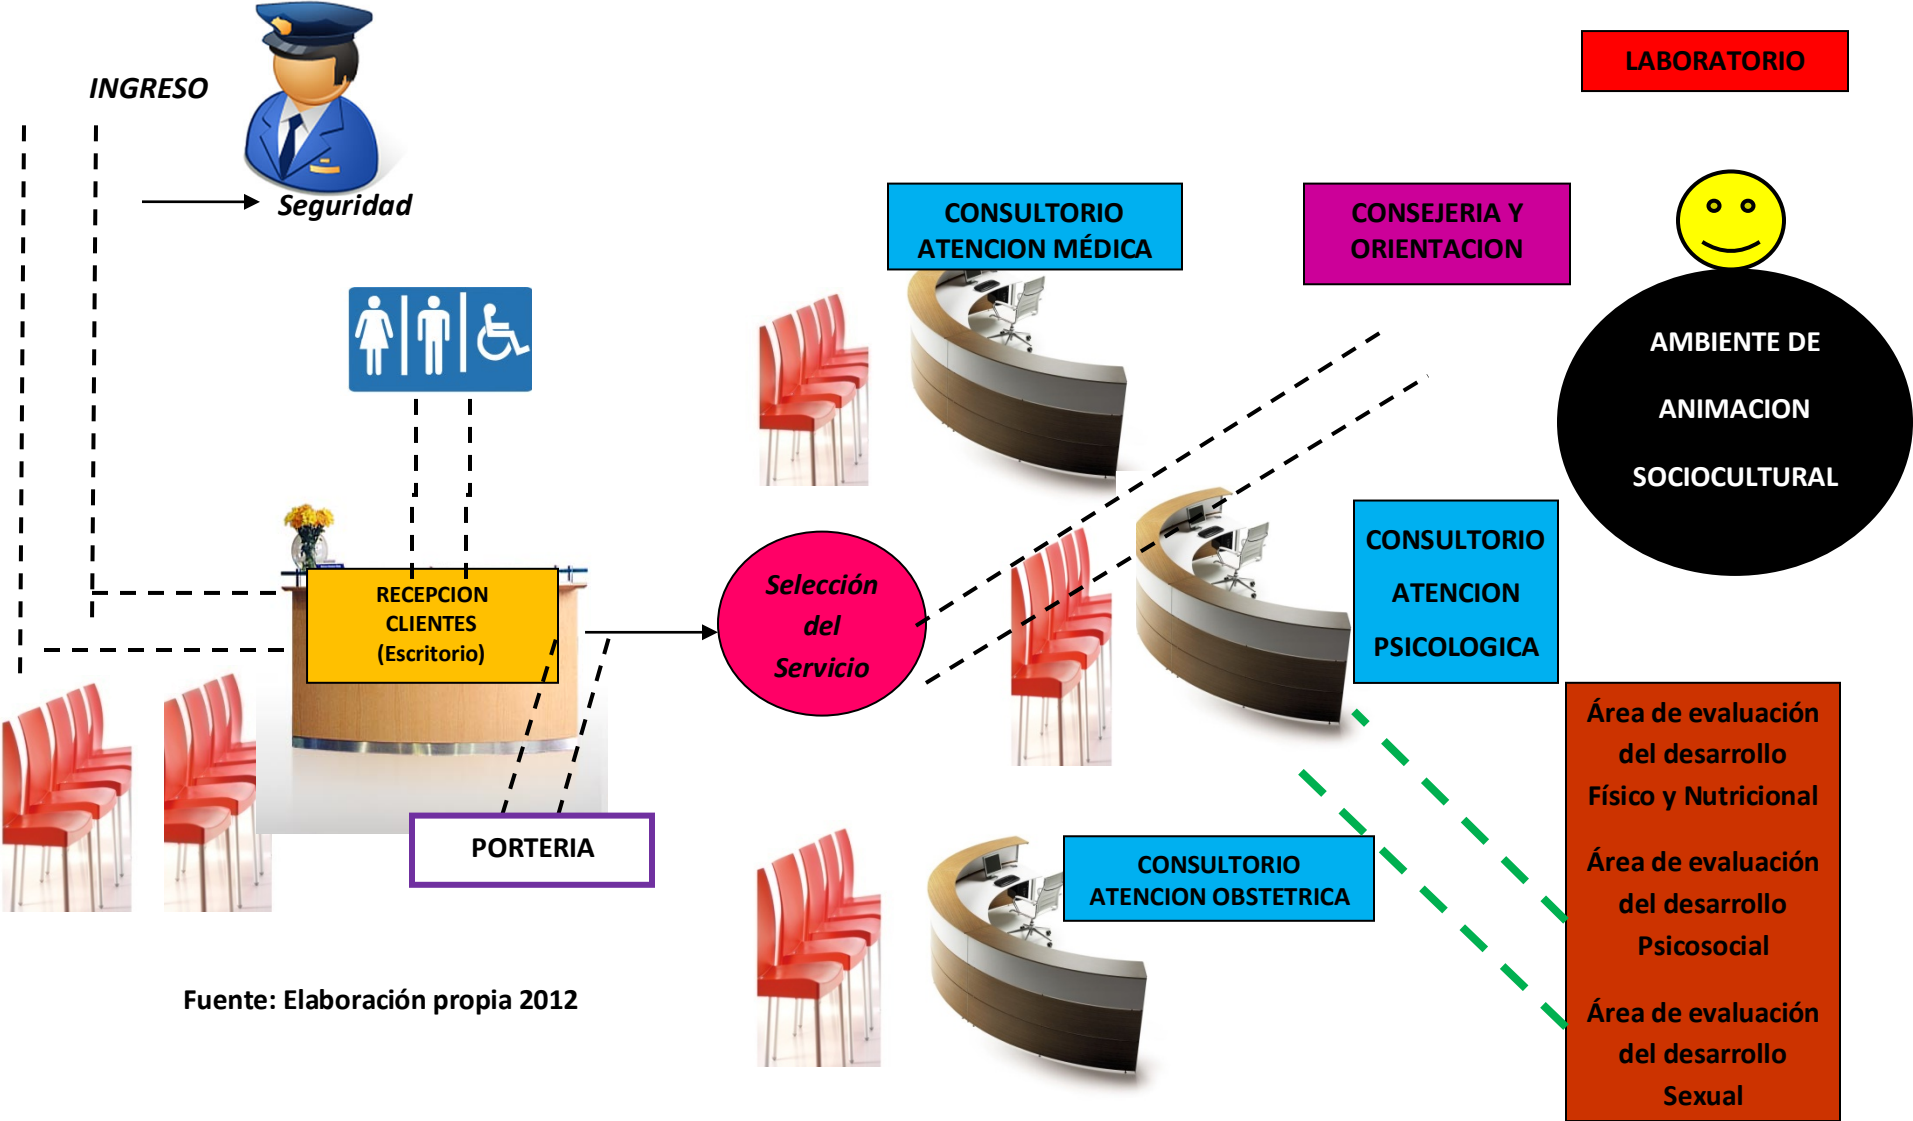 INGRESO
Seguridad
LABORATORIO
CONSULTORIO
ATENCION MÉDICA
CONSEJERIA Y
ORIENTACION
AMBIENTE DE
ANIMACION
SOCIOCULTURAL
RECEPCION
CLIENTES
(Escritorio)
Selección
del
Servicio
CONSULTORIO
ATENCION
PSICOLOGICA
PORTERIA
CONSULTORIO
ATENCION OBSTETRICA
Área de evaluación
del desarrollo
Físico y Nutricional
Área de evaluación
del desarrollo
Psicosocial
Área de evaluación
del desarrollo
Sexual
Fuente: Elaboración propia 2012